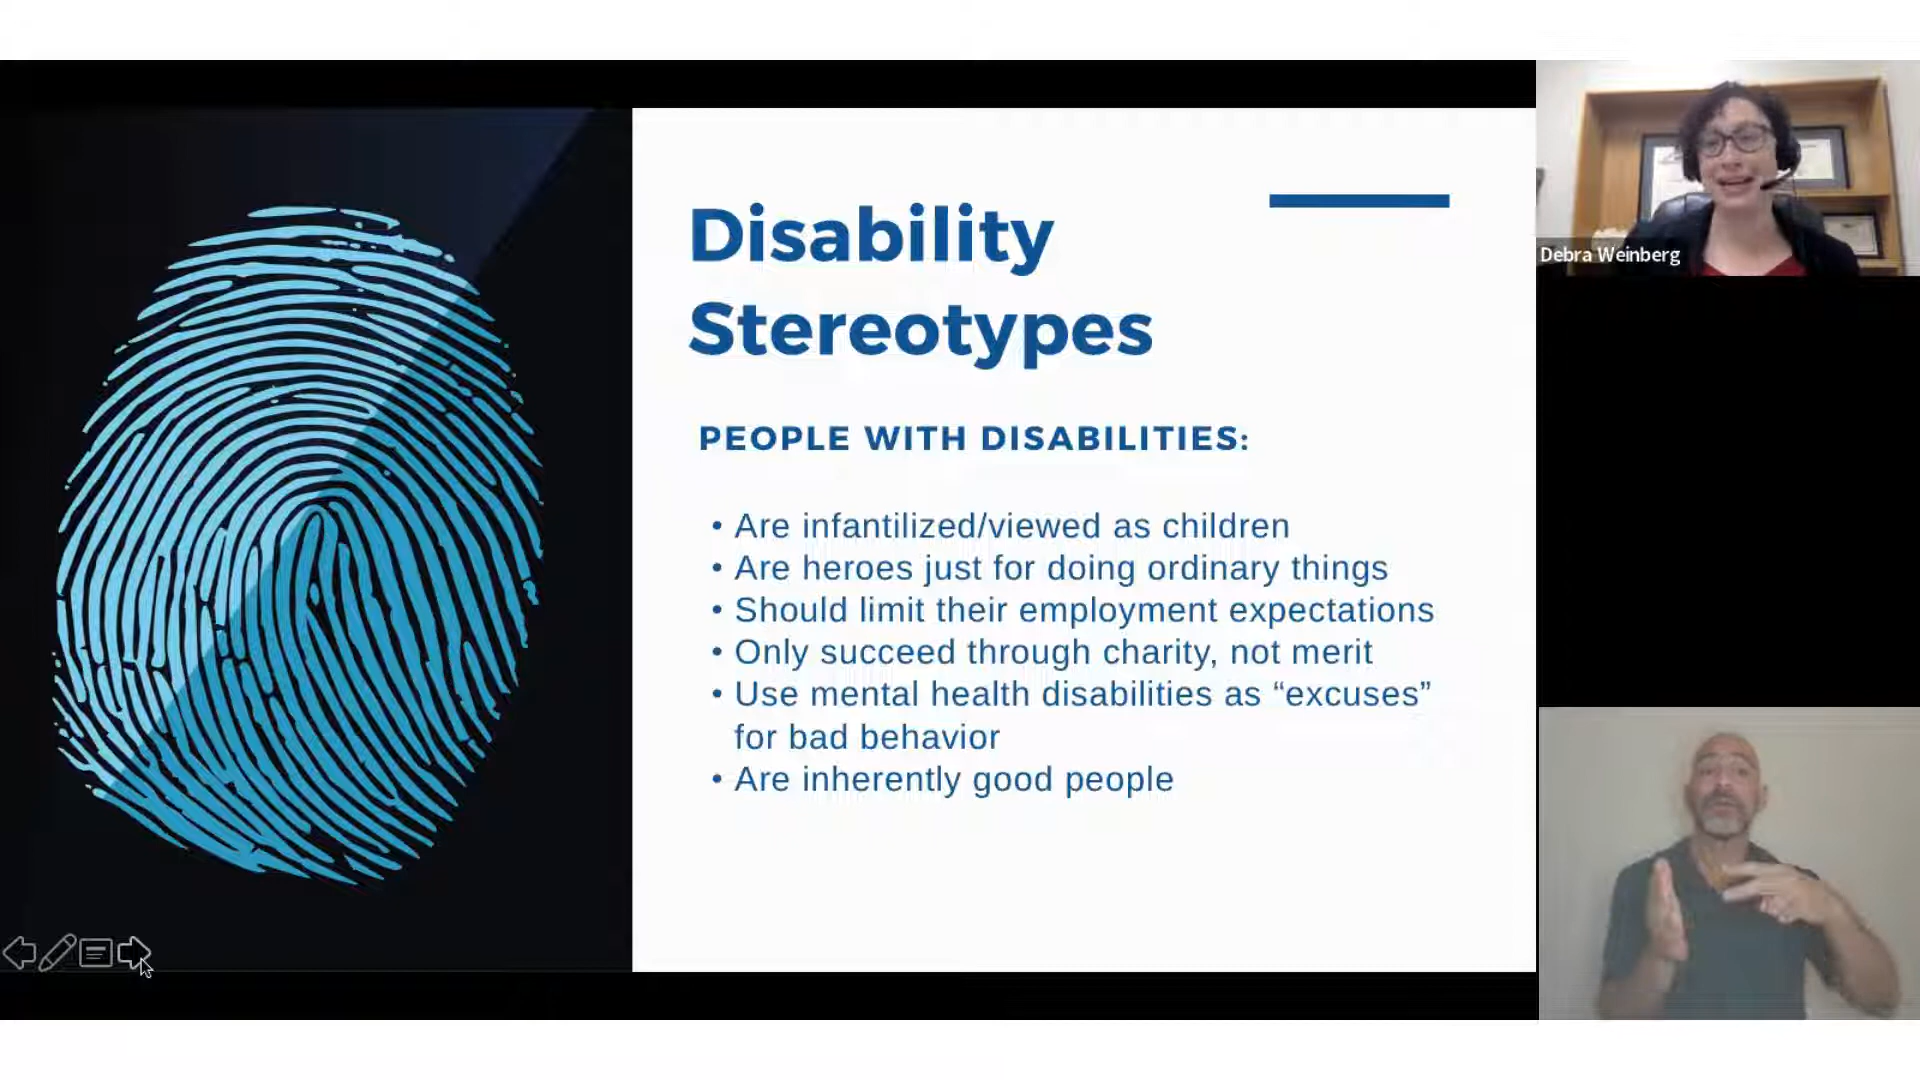 Disability
Stereotypes
PEOPLE WITH DISABILITIES:
• Are infantilized/viewed as children
• Are heroes just for doing ordinary things
• Should limit their employment expectations
• Only succeed through charity, not merit
• Use mental health disabilities as “excuses”
for bad behavior
• Are inherently good people
Debra Weinberg